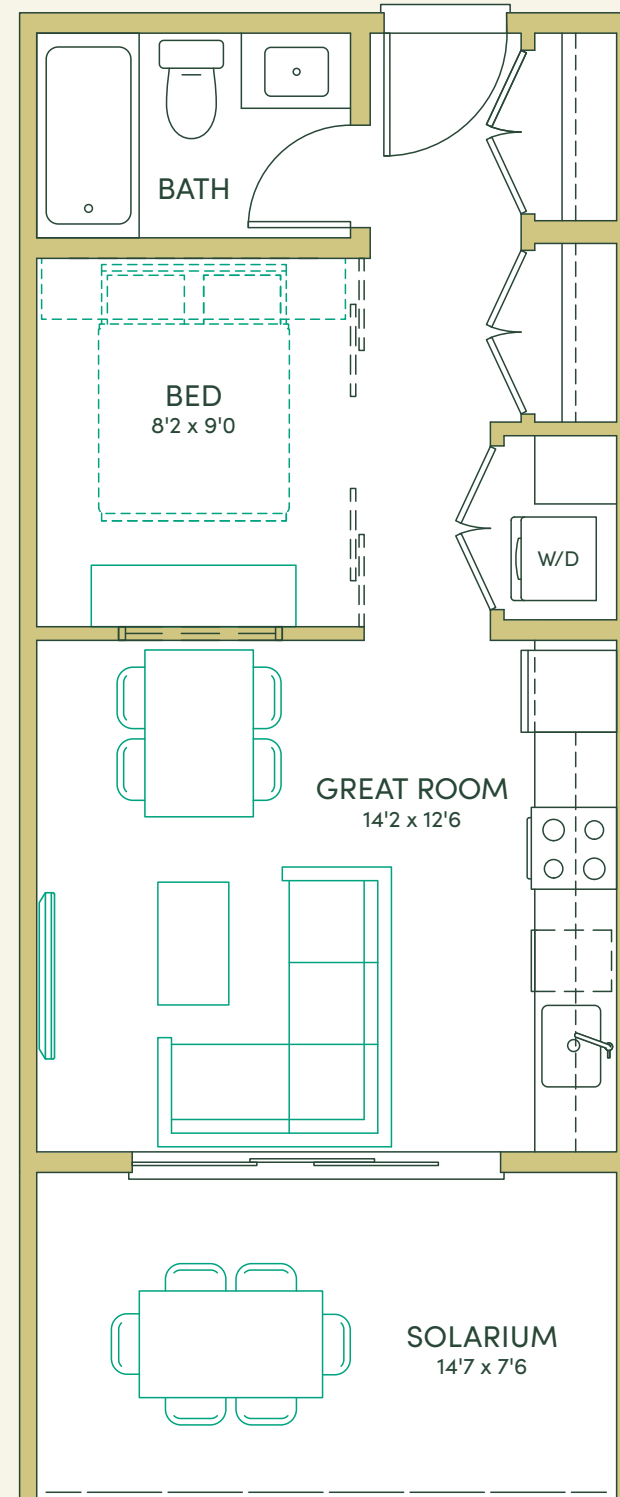 BATH
BED
8'2 x 9'0
W/D
GREAT ROOM
14'2 x 12'6
SOLARIUM
14'7 x 7'6